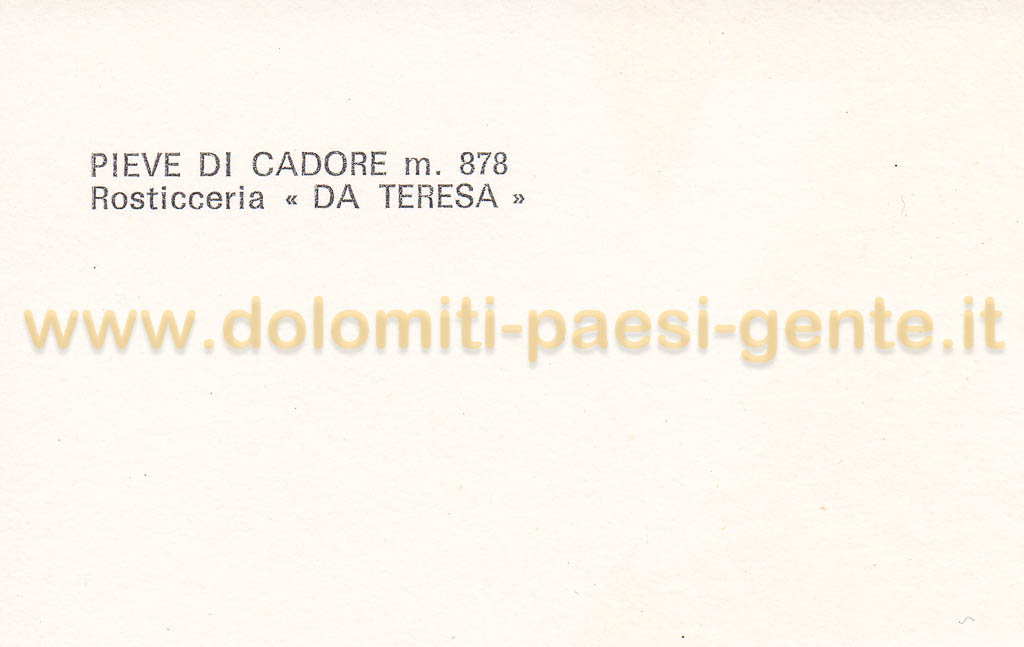 PIEVE DI CADORE m. 878
Rosticceria « DA TERESA »
www.dolomiti-paesi-gente.it